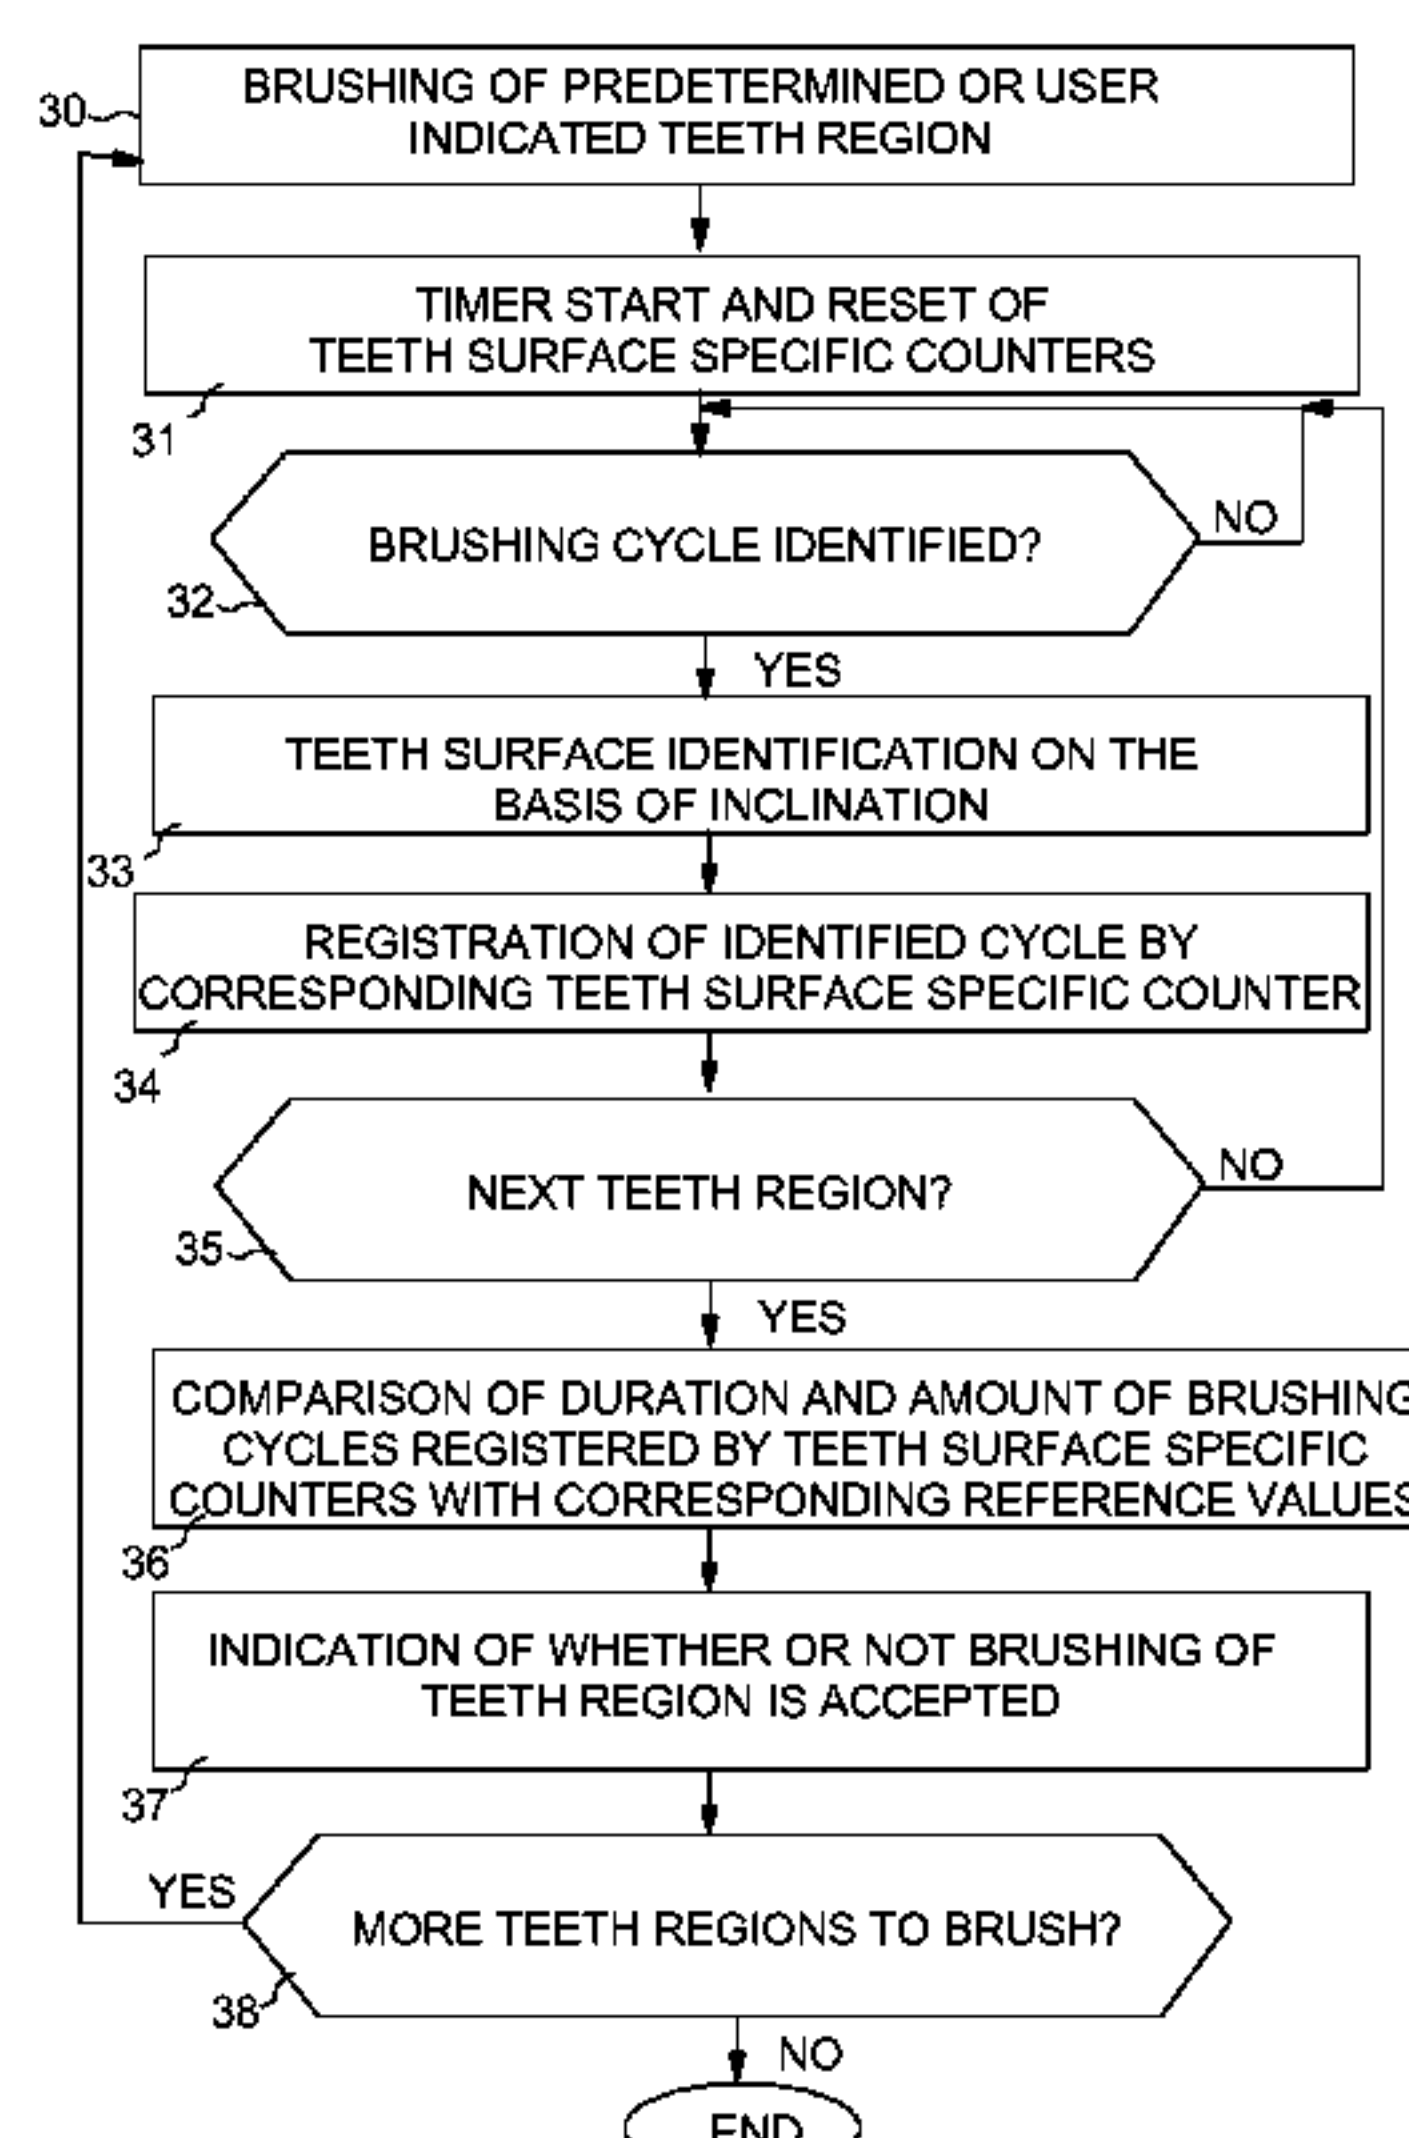 30
BRUSHING OF PREDETERMINED OR USER
INDICATED TEETH REGION
TIMER START AND RESET OF
TEETH SURFACE SPECIFIC COUNTERS
31
BRUSHING CYCLE IDENTIFIED?
NO
32
YES
TEETH SURFACE IDENTIFICATION ON THE
BASIS OF INCLINATION
33
REGISTRATION OF IDENTIFIED CYCLE BY
CORRESPONDING TEETH SURFACE SPECIFIC COUNTER
34
NEXT TEETH REGION?
NO
35
YES
COMPARISON OF DURATION AND AMOUNT OF BRUSHING
CYCLES REGISTERED BY TEETH SURFACE SPECIFIC
COUNTERS WITH CORRESPONDING REFERENCE VALUES
36
INDICATION OF WHETHER OR NOT BRUSHING OF
TEETH REGION IS ACCEPTED
37
YES
MORE TEETH REGIONS TO BRUSH?
38
NO
END